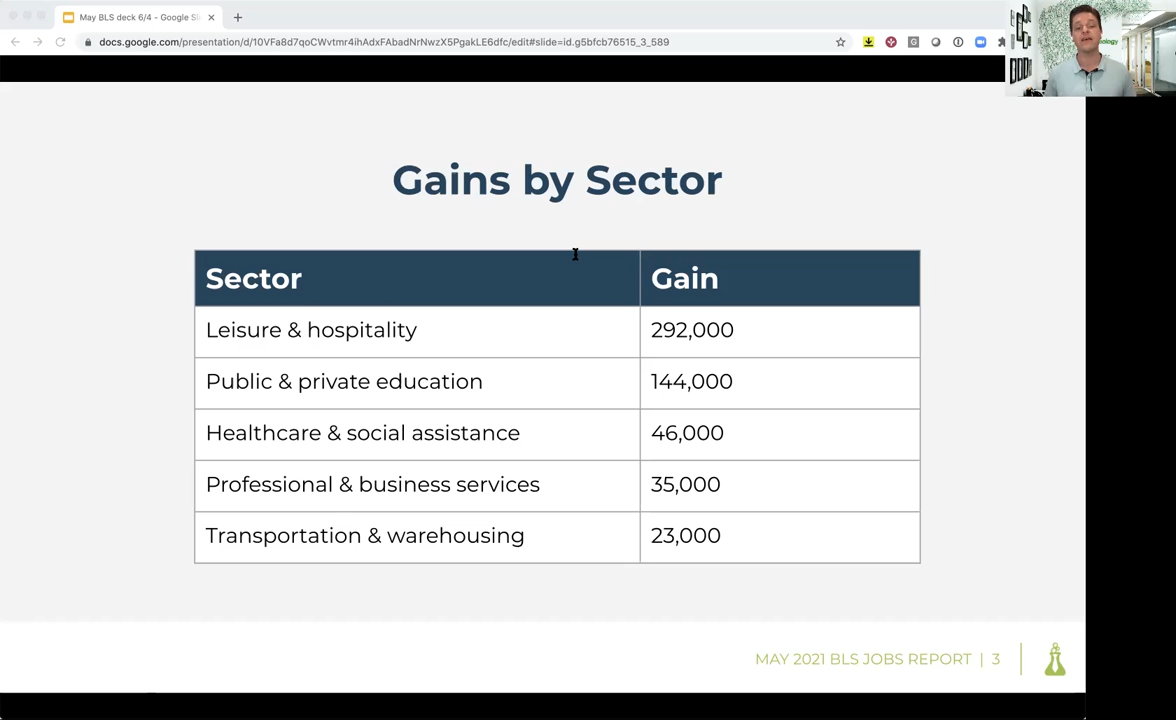 May BLS deck 6/4 - Google Sli
docs.google.com/presentation/d/10VFa8d7qoCWvtmr4ihAdxFAbadNrNwzX5PgakLE6dfc/edit#slide=id.g5bfcb76515_3_589
ology
Gains by Sector
Sector Gain
Leisure & hospitality 292,000
Public & private education 144,000
Healthcare & social assistance 46,000
Professional & business services 35,000
Transportation & warehousing 23,000
MAY 2021 BLS JOBS REPORT | 3